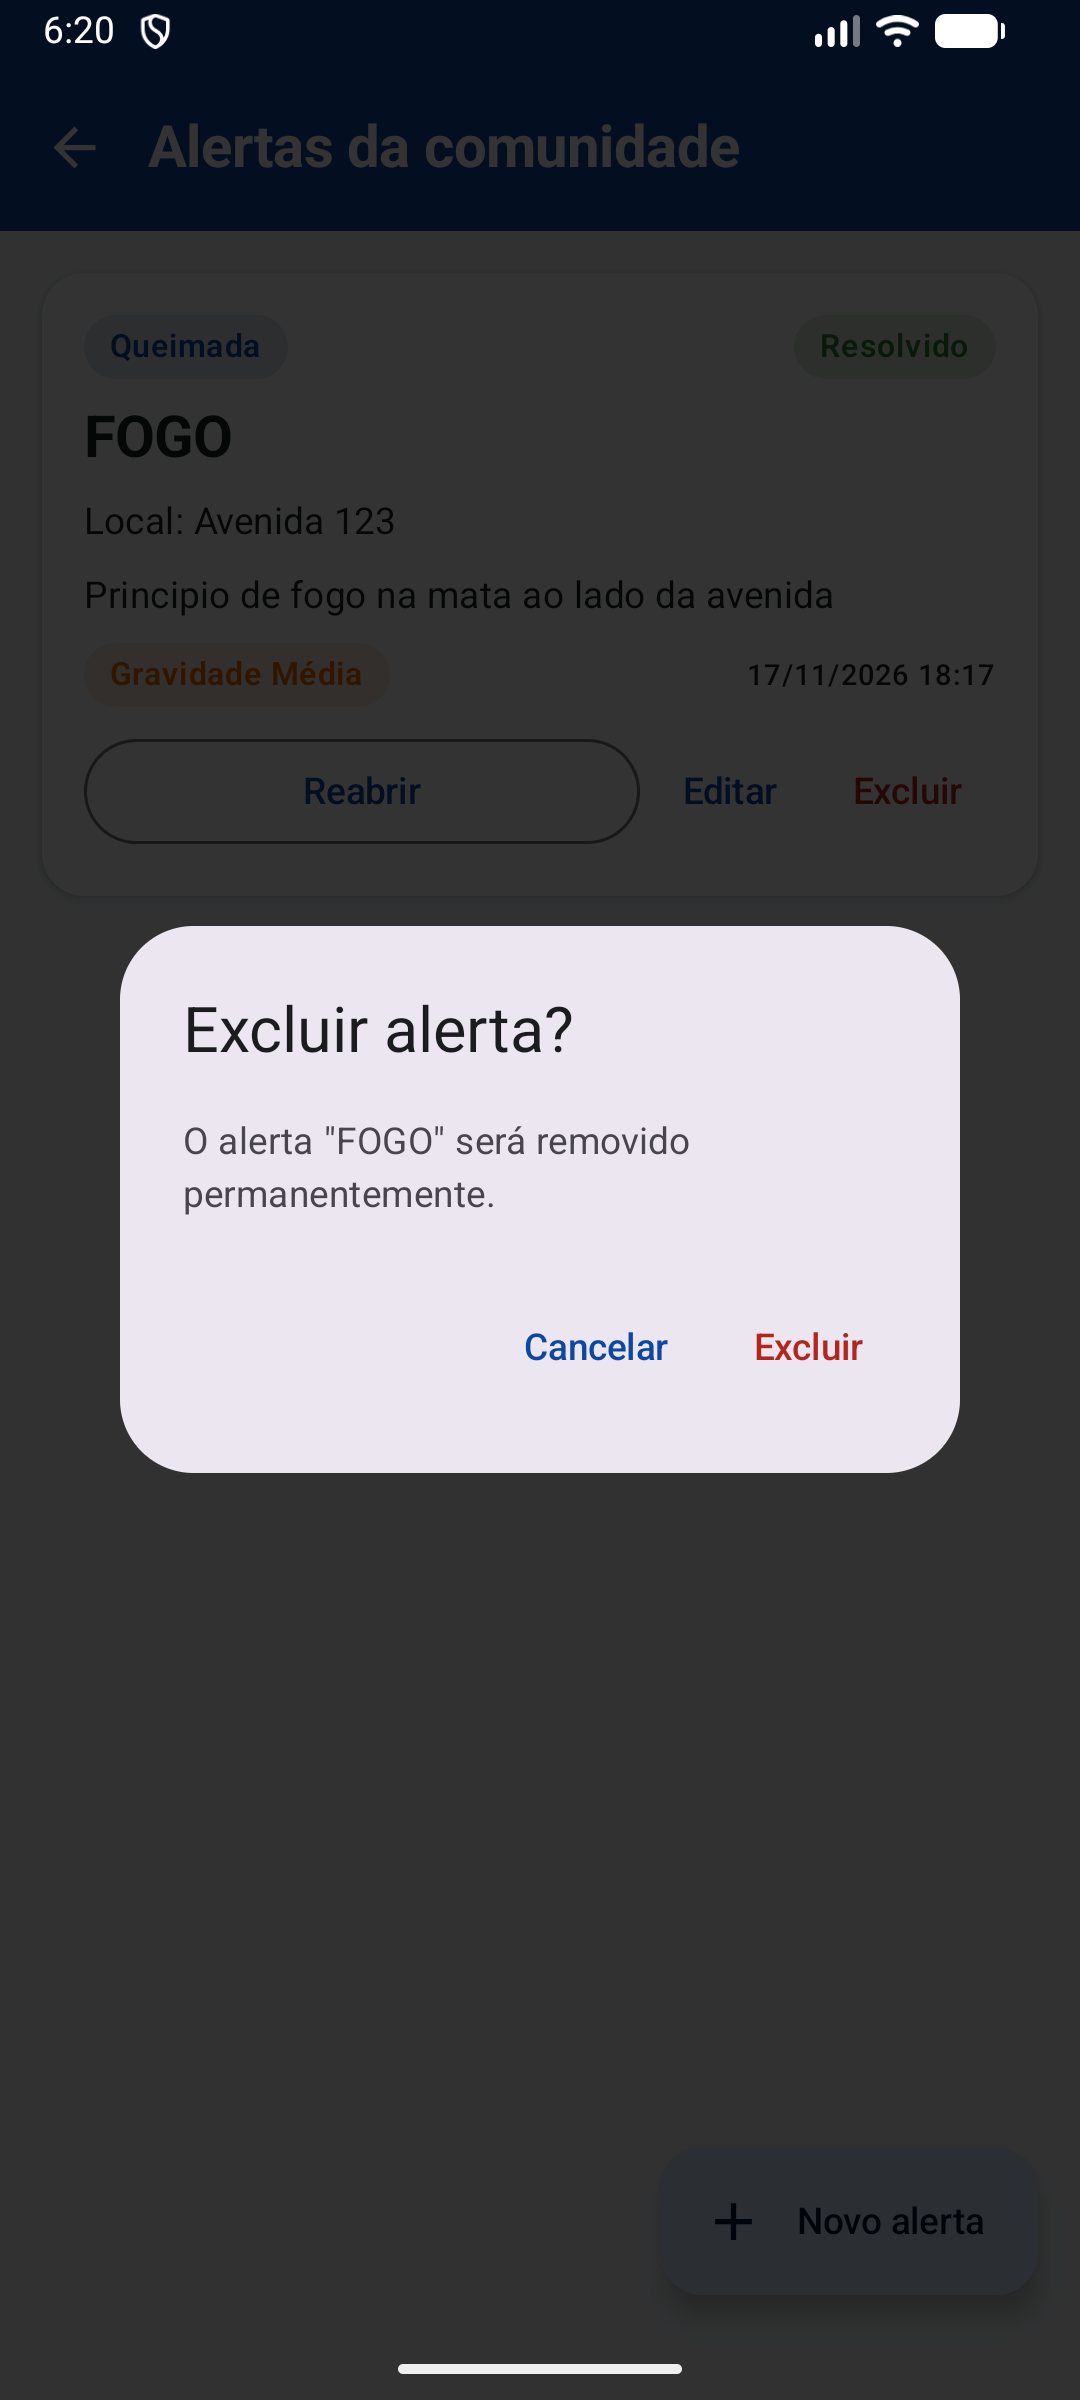 6:20
Alertas da comunidade
Queimada
Resolvido
FOGO
Local: Avenida 123
Principio de fogo na mata ao lado da avenida
Gravidade Média
17/11/2026 18:17
Reabrir
Editar
Excluir
Excluir alerta?
O alerta "FOGO" será removido
permanentemente.
Cancelar
Excluir
Novo alerta